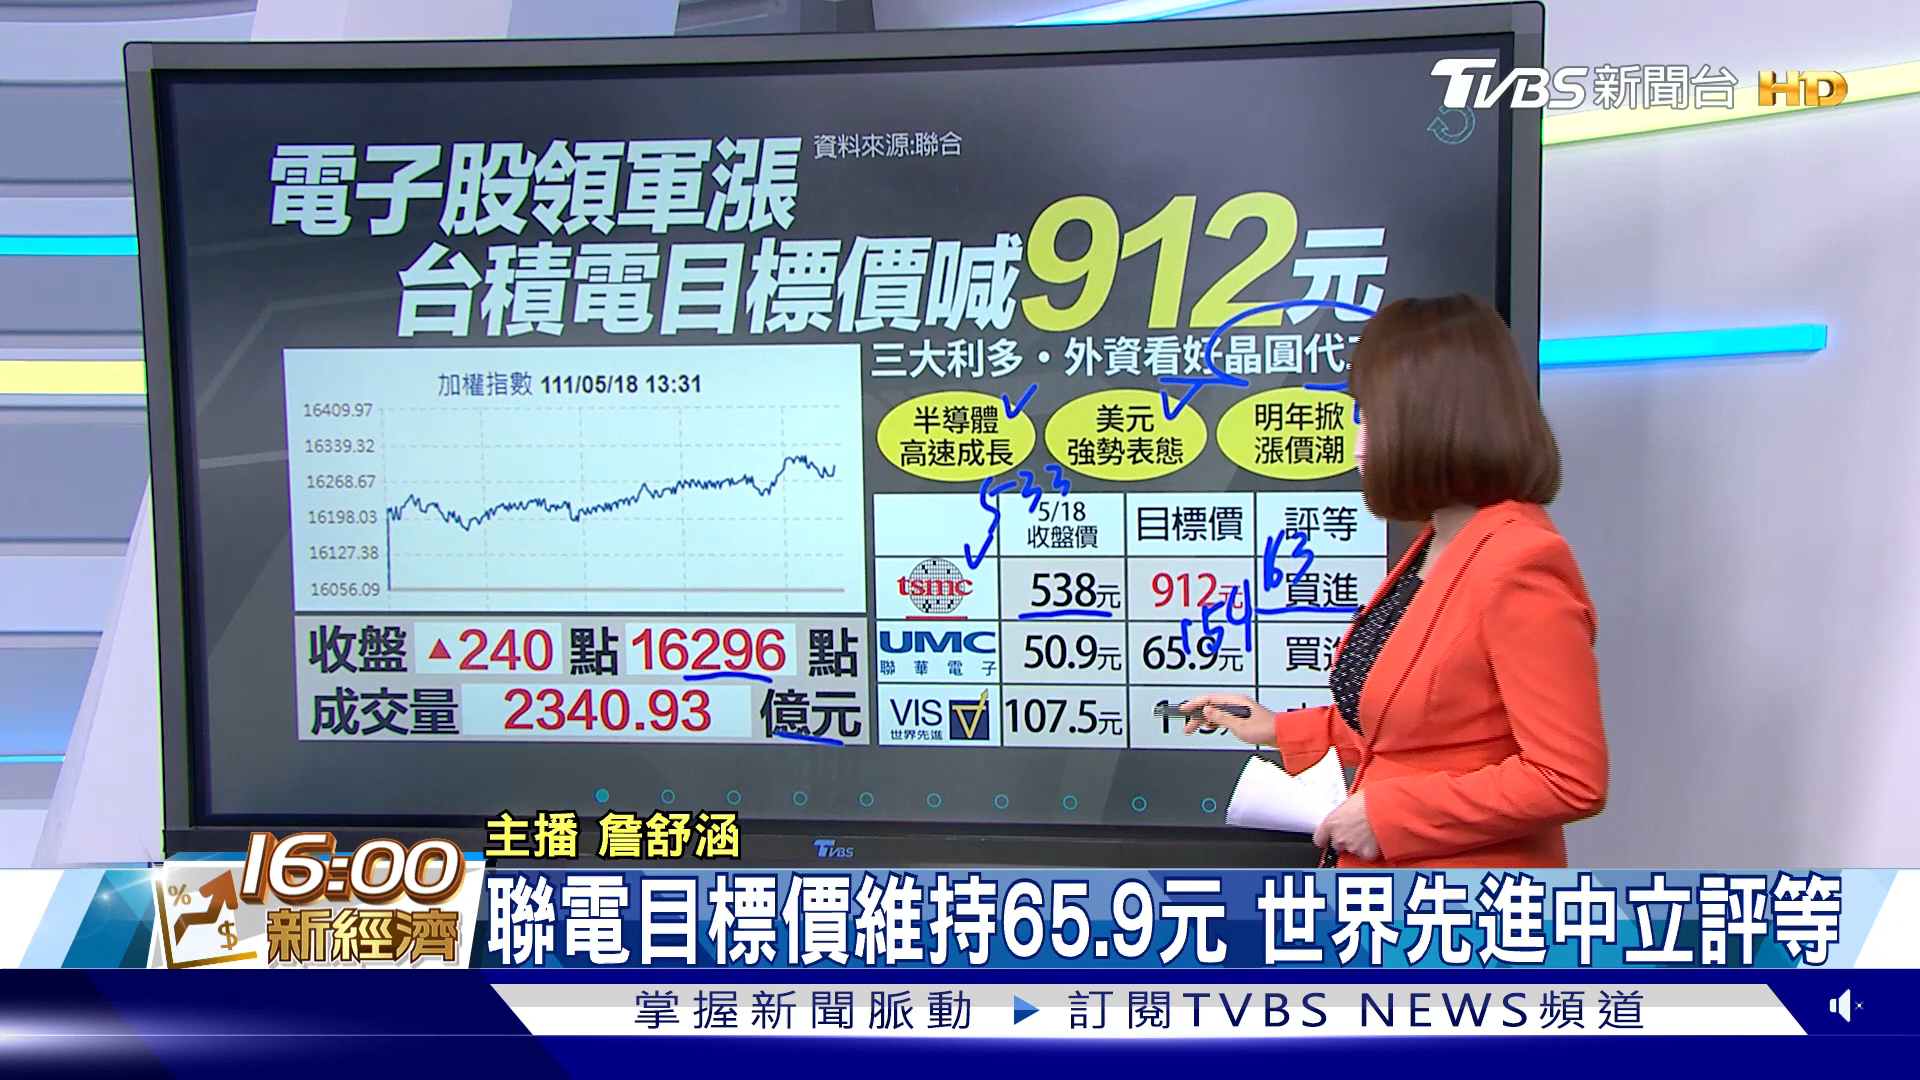 TVBS新聞台 HD
電子股領軍漲
資料來源:聯合
台積電目標價喊912元
三大利多・外資看好晶圓代
半導體
高速成長
美元
強勢表態
明年掀
漲價潮
加權指數 111/05/18 13:31
16409.97
16339.32
16268.67
16198.03
16127.38
16056.09
收盤 ▲240 點 16296 點
成交量 2340.93 億元
533
63
154
5/18
收盤價
目標價
評等
tsmc
538元
912元
買進
UMC
聯華電子
50.9元
65.9元
買
VIS
世界先進
107.5元
TVBS
主播 詹舒涵
16:00
新經濟
% $
聯電目標價維持65.9元 世界先進中立評等
掌握新聞脈動 ▶ 訂閱TVBS NEWS頻道